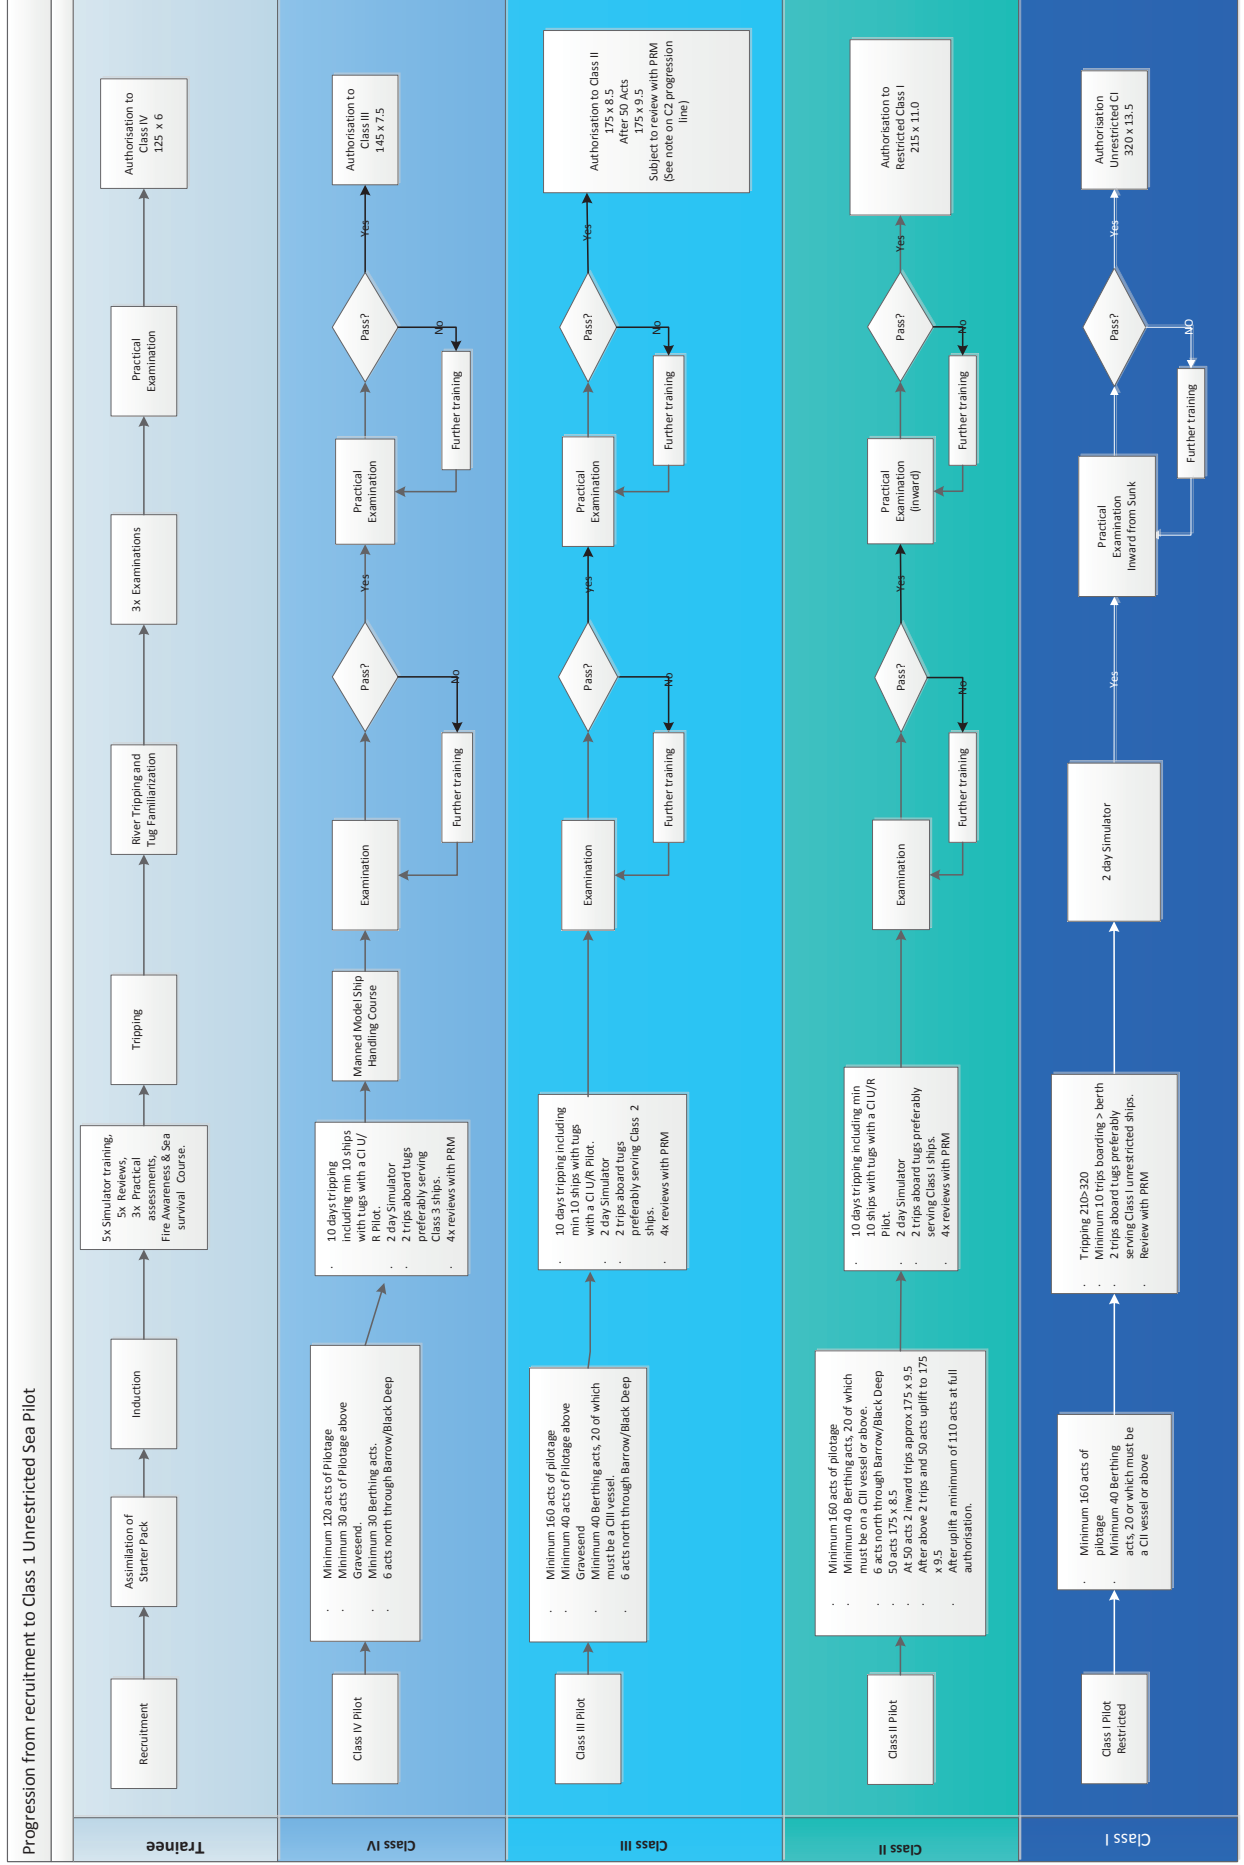 Progression from recruitment to Class 1 Unrestricted Sea Pilot
Trainee
Recruitment
Assimilation of
Starter Pack
Induction
5x Simulator training,
5x Reviews,
3x Practical
assessments,
Fire Awareness & Sea
survival Course.
Tripping
River Tripping and
Tug Familiarization
3x Examinations
Practical
Examination
Authorisation to
Class IV
125 x 6
Class IV
Class IV Pilot
. Minimum 120 acts of Pilotage
. Minimum 30 acts of Pilotage above
Gravesend.
. Minimum 30 Berthing acts.
. 6 acts north through Barrow/Black Deep
. 10 days tripping
including min 10 ships
with tugs with a CI U/
R Pilot.
. 2 day Simulator
. 2 trips aboard tugs
preferably serving
Class 3 ships.
. 4x reviews with PRM
Manned Model Ship
Handling Course
Examination
Pass?
No
Further training
Yes
Practical
Examination
Pass?
No
Further training
Yes
Authorisation to
Class III
145 x 7.5
Class III
Class III Pilot
. Minimum 160 acts of pilotage
. Minimum 40 acts of Pilotage above
Gravesend
. Minimum 40 Berthing acts, 20 of which
must be a CIII vessel.
. 6 acts north through Barrow/Black Deep
. 10 days tripping including
min 10 ships with tugs
with a CI U/R Pilot.
. 2 day Simulator
. 2 trips aboard tugs
preferably serving Class 2
ships.
. 4x reviews with PRM
Examination
Pass?
No
Further training
yes
Practical
Examination
Pass?
No
Further training
Yes
Authorisation to Class II
175 x 8.5
After 50 Acts
175 x 9.5
Subject to review with PRM
(See note on C2 progression
line)
Class II
Class II Pilot
. Minimum 160 acts of pilotage
. Minimum 40 Berthing acts, 20 of which
must be on a CIII vessel or above.
. 6 acts north through Barrow/Black Deep
. 50 acts 175 x 8.5
. At 50 acts 2 inward trips approx 175 x 9.5
. After above 2 trips and 50 acts uplift to 175
x 9.5
. After uplift a minimum of 110 acts at full
authorisation.
. 10 days tripping including min
10 ships with tugs with a CI U/R
Pilot.
. 2 day Simulator
. 2 trips aboard tugs preferably
serving Class I ships.
. 4x reviews with PRM
Examination
Pass?
No
Further training
Yes
Practical
Examination
(inward)
Pass?
No
Further training
Yes
Authorisation to
Restricted Class I
215 x 11.0
Class I
Class I Pilot
Restricted
. Minimum 160 acts of
pilotage
. Minimum 40 Berthing
acts, 20 or which must be
a CII vessel or above
. Tripping 210>320
. Minimum 10 trips boarding > berth
. 2 trips aboard tugs preferably
serving Class I unrestricted ships.
. Review with PRM
2 day Simulator
Yes
Practical
Examination
Inward from Sunk
Pass?
NO
Further training
Yes
Authorisation
Unrestricted CI
320 x 13.5